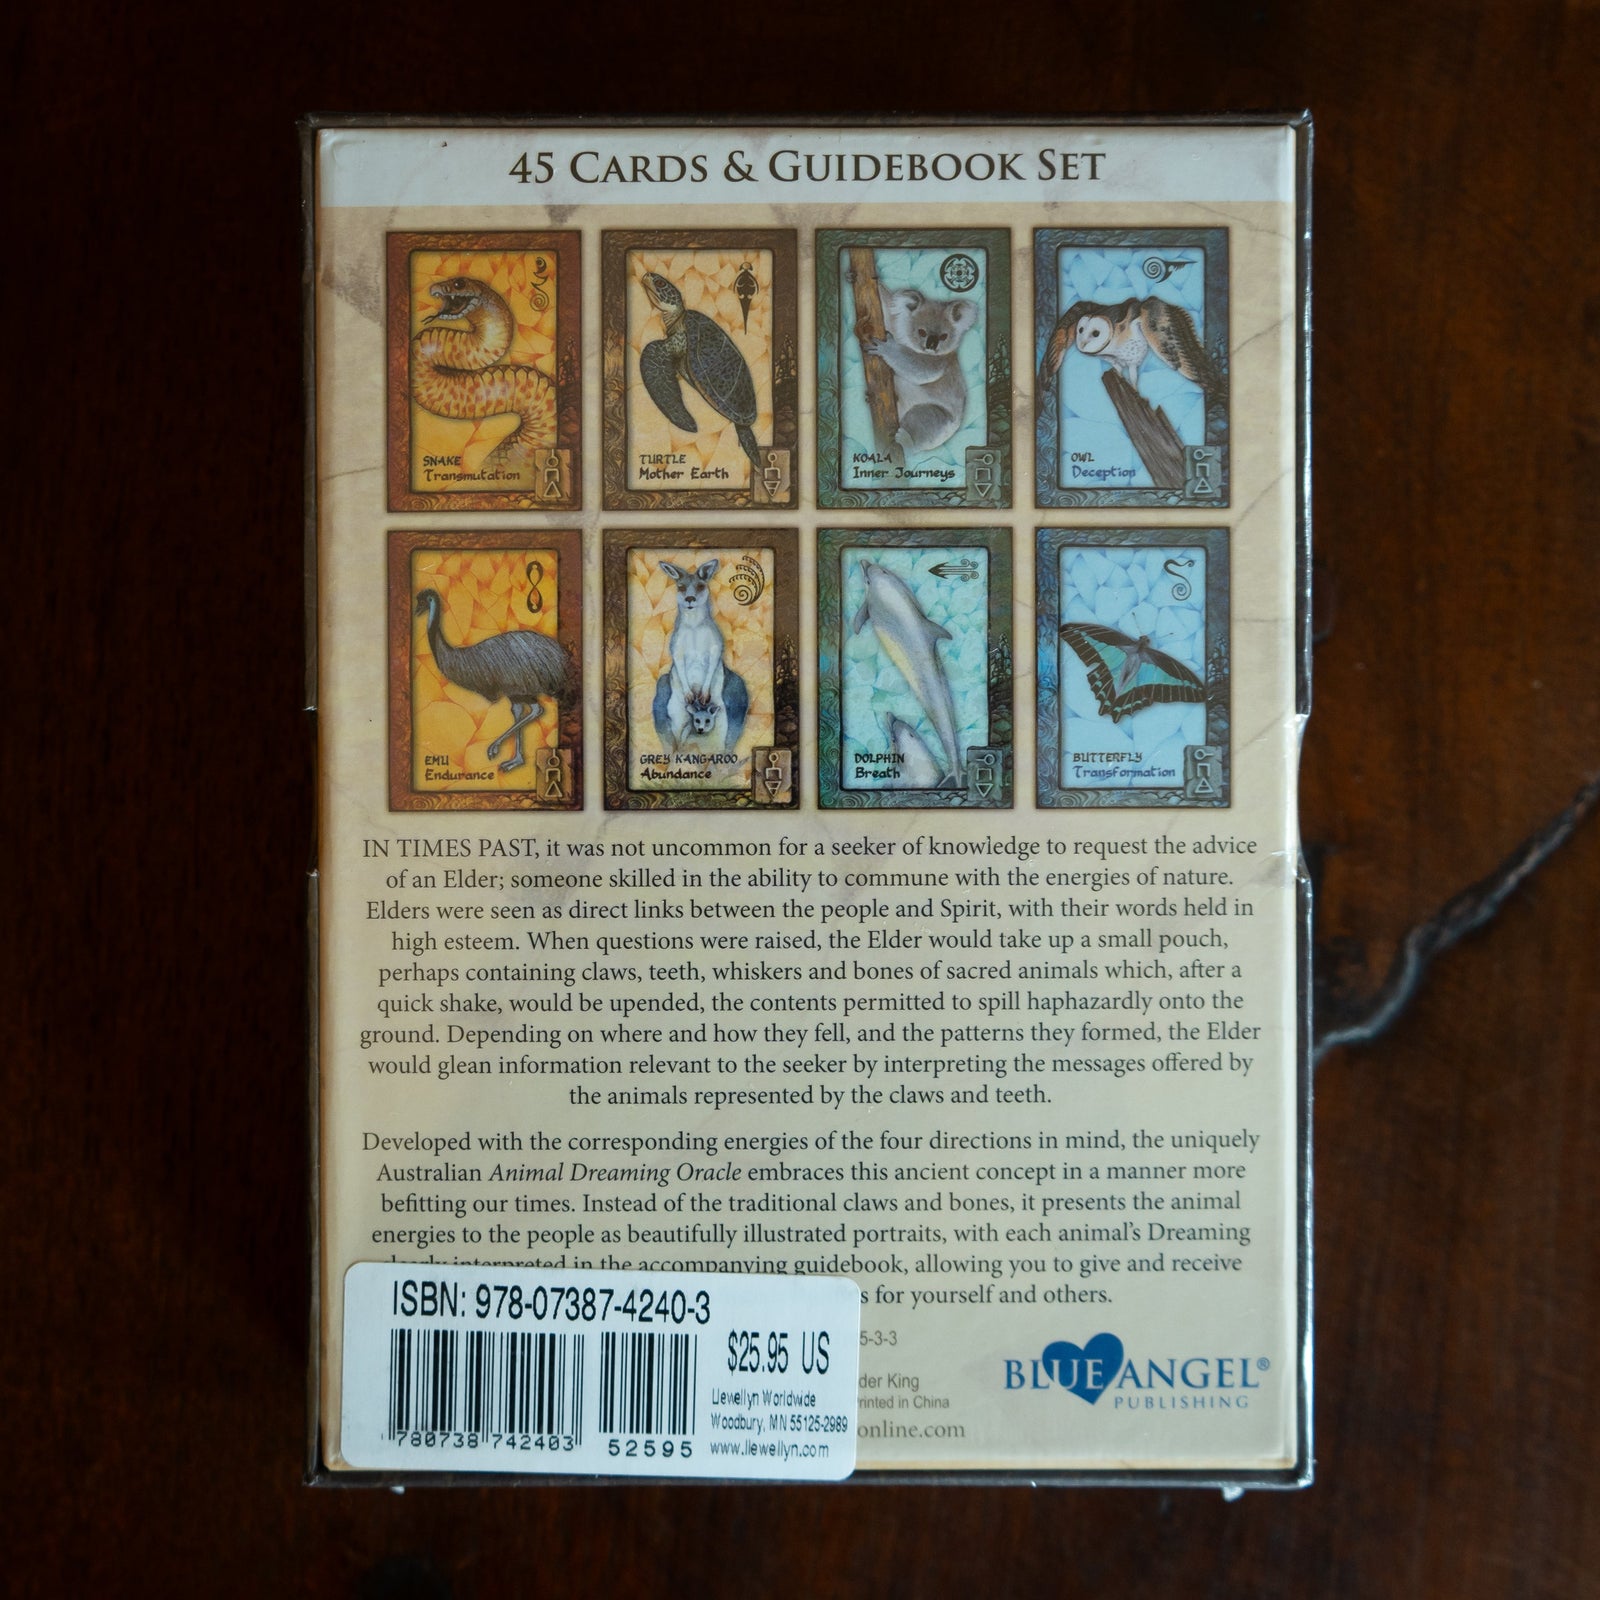 45 CARDS & GUIDEBOOK SET
SNAKE
Transmutation
TURTLE
Mother Earth
KOALA
Inner Journeys
OWL
Deception
EMU
Endurance
GREY KANGAROO
Abundance
DOLPHIN
Breath
BUTTERFLY
Transformation
IN TIMES PAST, it was not uncommon for a seeker of knowledge to request the advice
of an Elder; someone skilled in the ability to commune with the energies of nature.
Elders were seen as direct links between the people and Spirit, with their words held in
high esteem. When questions were raised, the Elder would take up a small pouch,
perhaps containing claws, teeth, whiskers and bones of sacred animals which, after a
quick shake, would be upended, the contents permitted to spill haphazardly onto the
ground. Depending on where and how they fell, and the patterns they formed, the Elder
would glean information relevant to the seeker by interpreting the messages offered by
the animals represented by the claws and teeth.
Developed with the corresponding energies of the four directions in mind, the uniquely
Australian Animal Dreaming Oracle embraces this ancient concept in a manner more
befitting our times. Instead of the traditional claws and bones, it presents the animal
energies to the people as beautifully illustrated portraits, with each animal's Dreaming
clearly interpreted in the accompanying guidebook, allowing you to give and receive
s for yourself and others.
ISBN: 978-07387-4240-3
$25.95 US
Llewellyn Worldwide
Woodbury, MN 55125-2989
www.llewellyn.com
780738 742403
52595
5-3-3
der King
Printed in China
online.com
BLUE ANGEL®
PUBLISHING